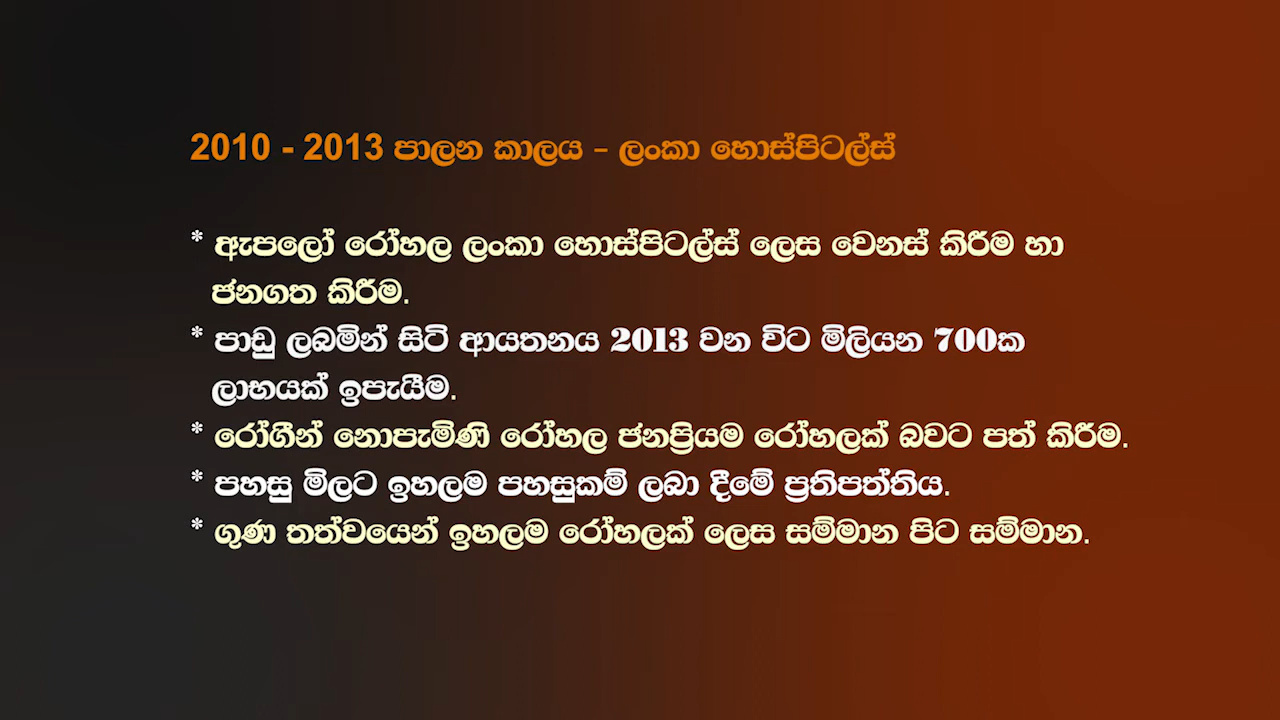 2010 - 2013 පාලන කාලය – ලංකා හොස්පිටල්ස්
* ඇපලෝ රෝහල ලංකා හොස්පිටල්ස් ලෙස වෙනස් කිරීම හා
ජනගත කිරීම.
* පාඩු ලබමින් සිටි ආයතනය 2013 වන විට මිලියන 700ක
ලාභයක් ඉපැයීම.
* රෝගීන් නොපැමිණි රෝහල ජනප්‍රියම රෝහලක් බවට පත් කිරීම.
* පහසු මිලට ඉහලම පහසුකම් ලබා දීමේ ප්‍රතිපත්තිය.
* ගුණ තත්වයෙන් ඉහලම රෝහලක් ලෙස සම්මාන පිට සම්මාන.